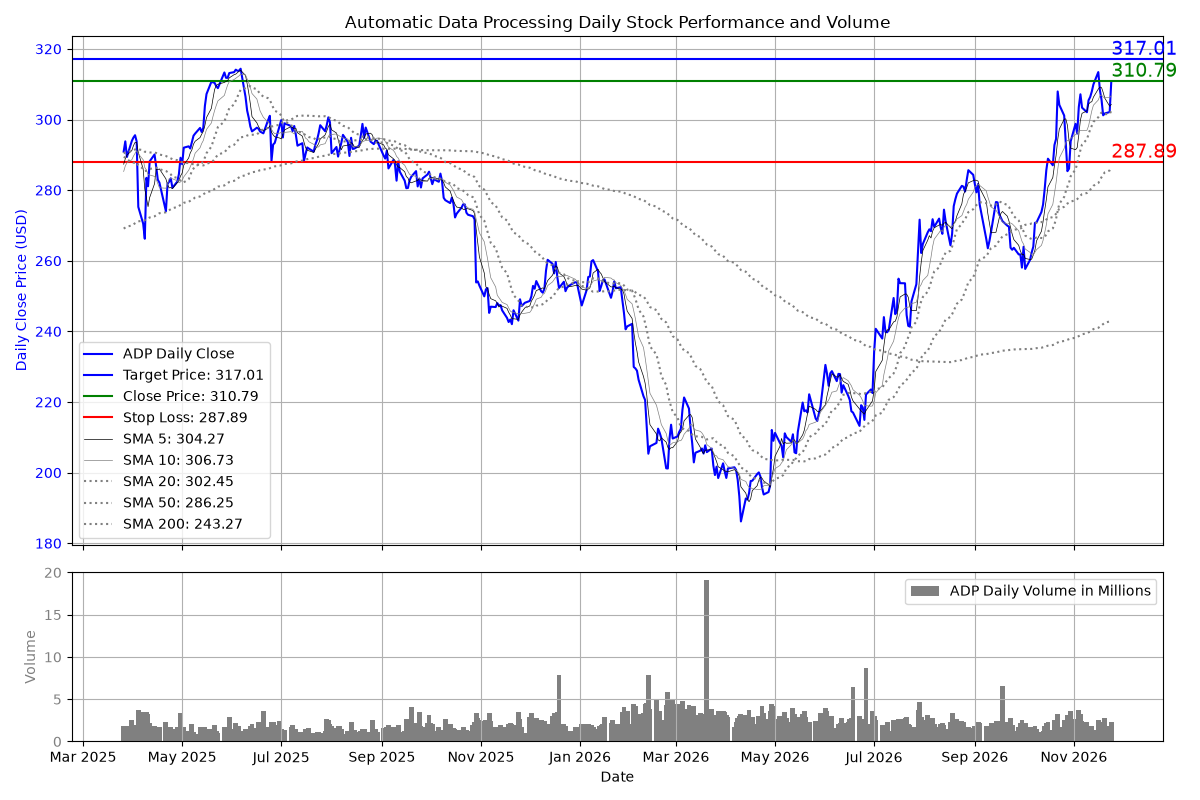 Automatic Data Processing Daily Stock Performance and Volume
320
300
280
260
240
220
200
180
Daily Close Price (USD)
317.01
310.79
287.89
ADP Daily Close
Target Price: 317.01
Close Price: 310.79
Stop Loss: 287.89
SMA 5: 304.27
SMA 10: 306.73
SMA 20: 302.45
SMA 50: 286.25
SMA 200: 243.27
20
15
10
5
0
Volume
ADP Daily Volume in Millions
Mar 2025 May 2025 Jul 2025 Sep 2025 Nov 2025 Jan 2026 Mar 2026 May 2026 Jul 2026 Sep 2026 Nov 2026
Date